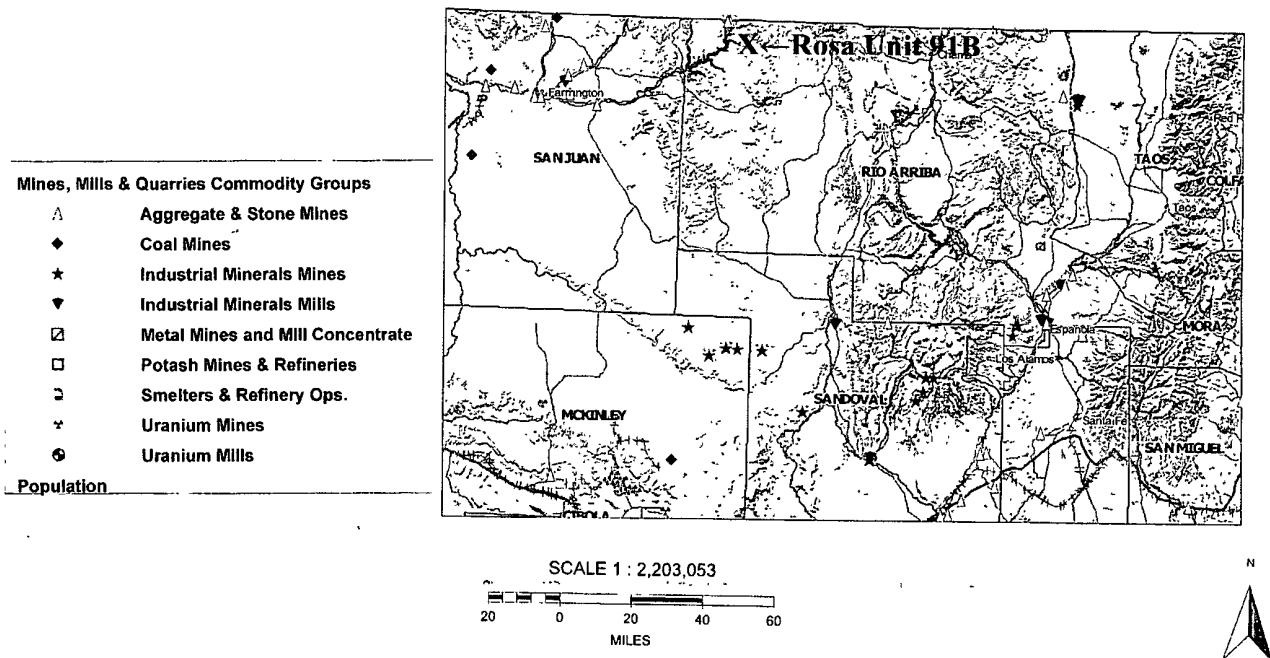 X←Rosa Unit 91B
Farmington
SAN JUAN
RIO ARRIBA
TAOS
Taos
Mines, Mills & Quarries Commodity Groups
Aggregate & Stone Mines
Coal Mines
Industrial Minerals Mines
Industrial Minerals Mills
Metal Mines and Mill Concentrate
Potash Mines & Refineries
Smelters & Refinery Ops.
Uranium Mines
Uranium Mills
Population
MORA
Espanola
Los Alamos
SANDOVAL
MCKINLEY
Santa Fe
SAN MIGUEL
CIBOLA
SCALE 1 : 2,203,053
20 0 20 40 60
MILES
N